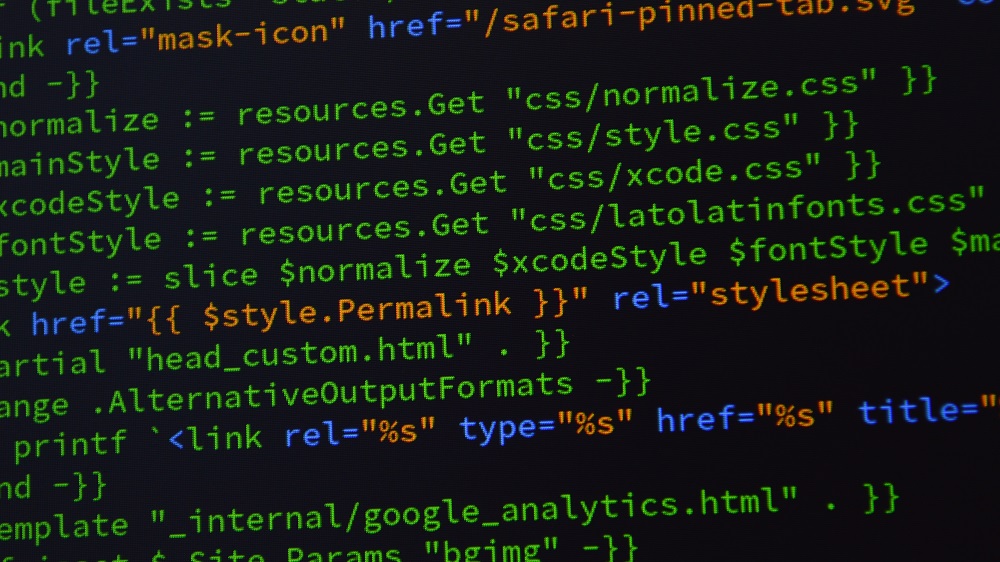 (fileExists "static/
ink rel="mask-icon" href="/safari-pinned-tab.svg" co
nd -}}
normalize := resources.Get "css/normalize.css" }}
mainStyle := resources.Get "css/style.css" }}
xcodeStyle := resources.Get "css/xcode.css" }}
fontStyle := resources.Get "css/latolatinfonts.css"
style := slice $normalize $xcodeStyle $fontStyle $ma
k href="{{ $style.Permalink }}" rel="stylesheet">
artial "head_custom.html" . }}
ange .AlternativeOutputFormats -}}
printf `<link rel="%s" type="%s" href="%s" title="
nd -}}
emplate "_internal/google_analytics.html" . }}
$.Site.Params "bgimg" -}}